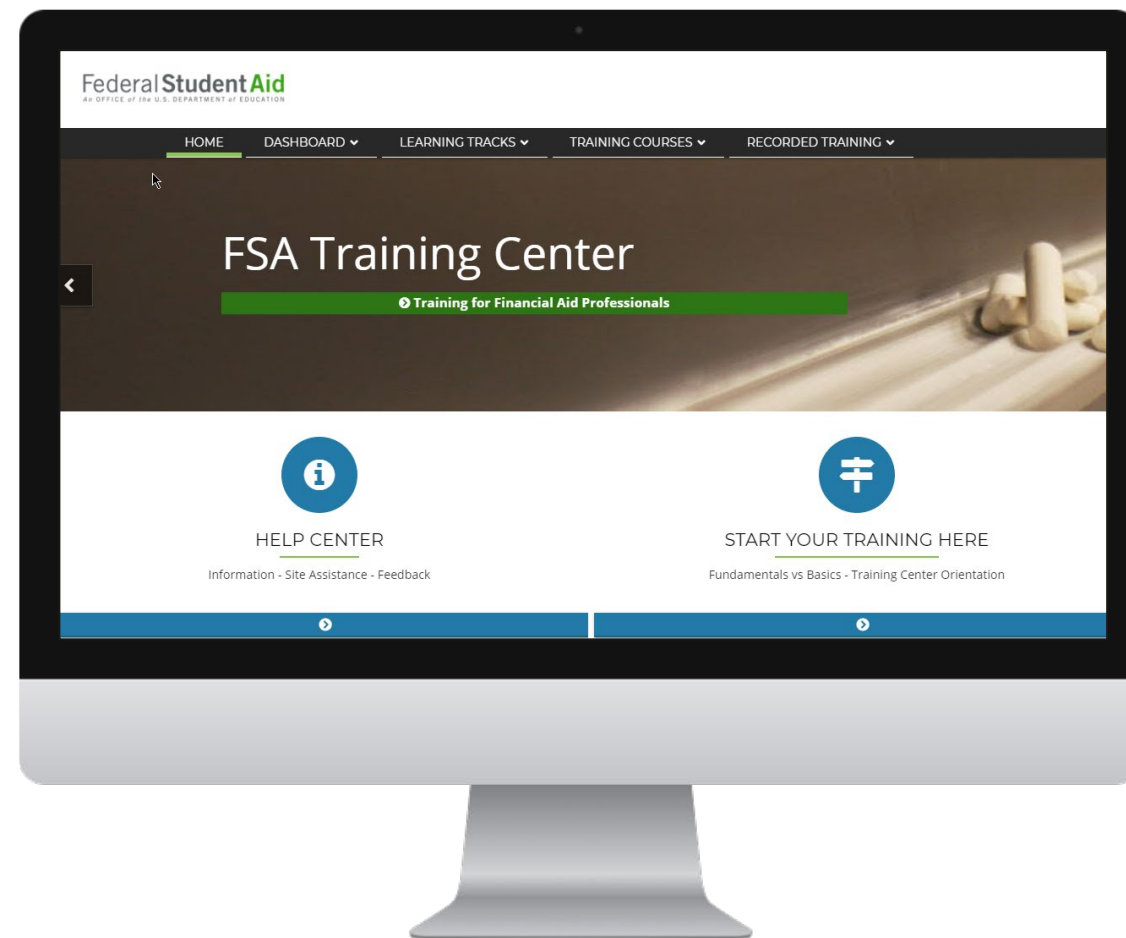 Federal Student Aid
An OFFICE of the U.S. DEPARTMENT of EDUCATION
HOME DASHBOARD LEARNING TRACKS TRAINING COURSES RECORDED TRAINING
FSA Training Center
Training for Financial Aid Professionals
HELP CENTER
Information - Site Assistance - Feedback
START YOUR TRAINING HERE
Fundamentals vs Basics - Training Center Orientation